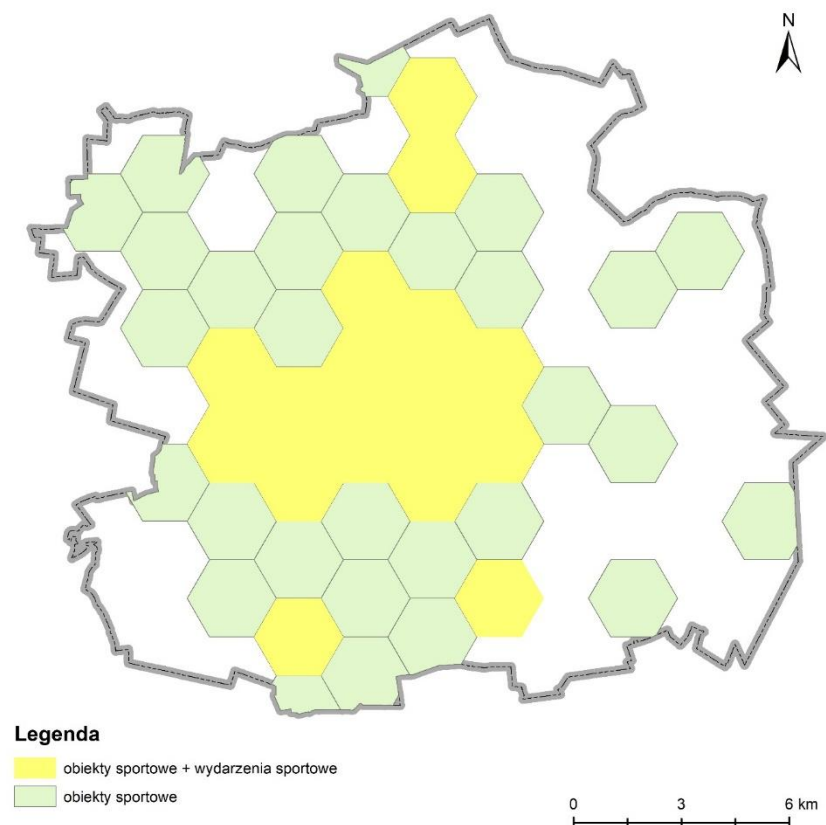 N
Legenda
obiekty sportowe + wydarzenia sportowe
obiekty sportowe
0 3 6 km